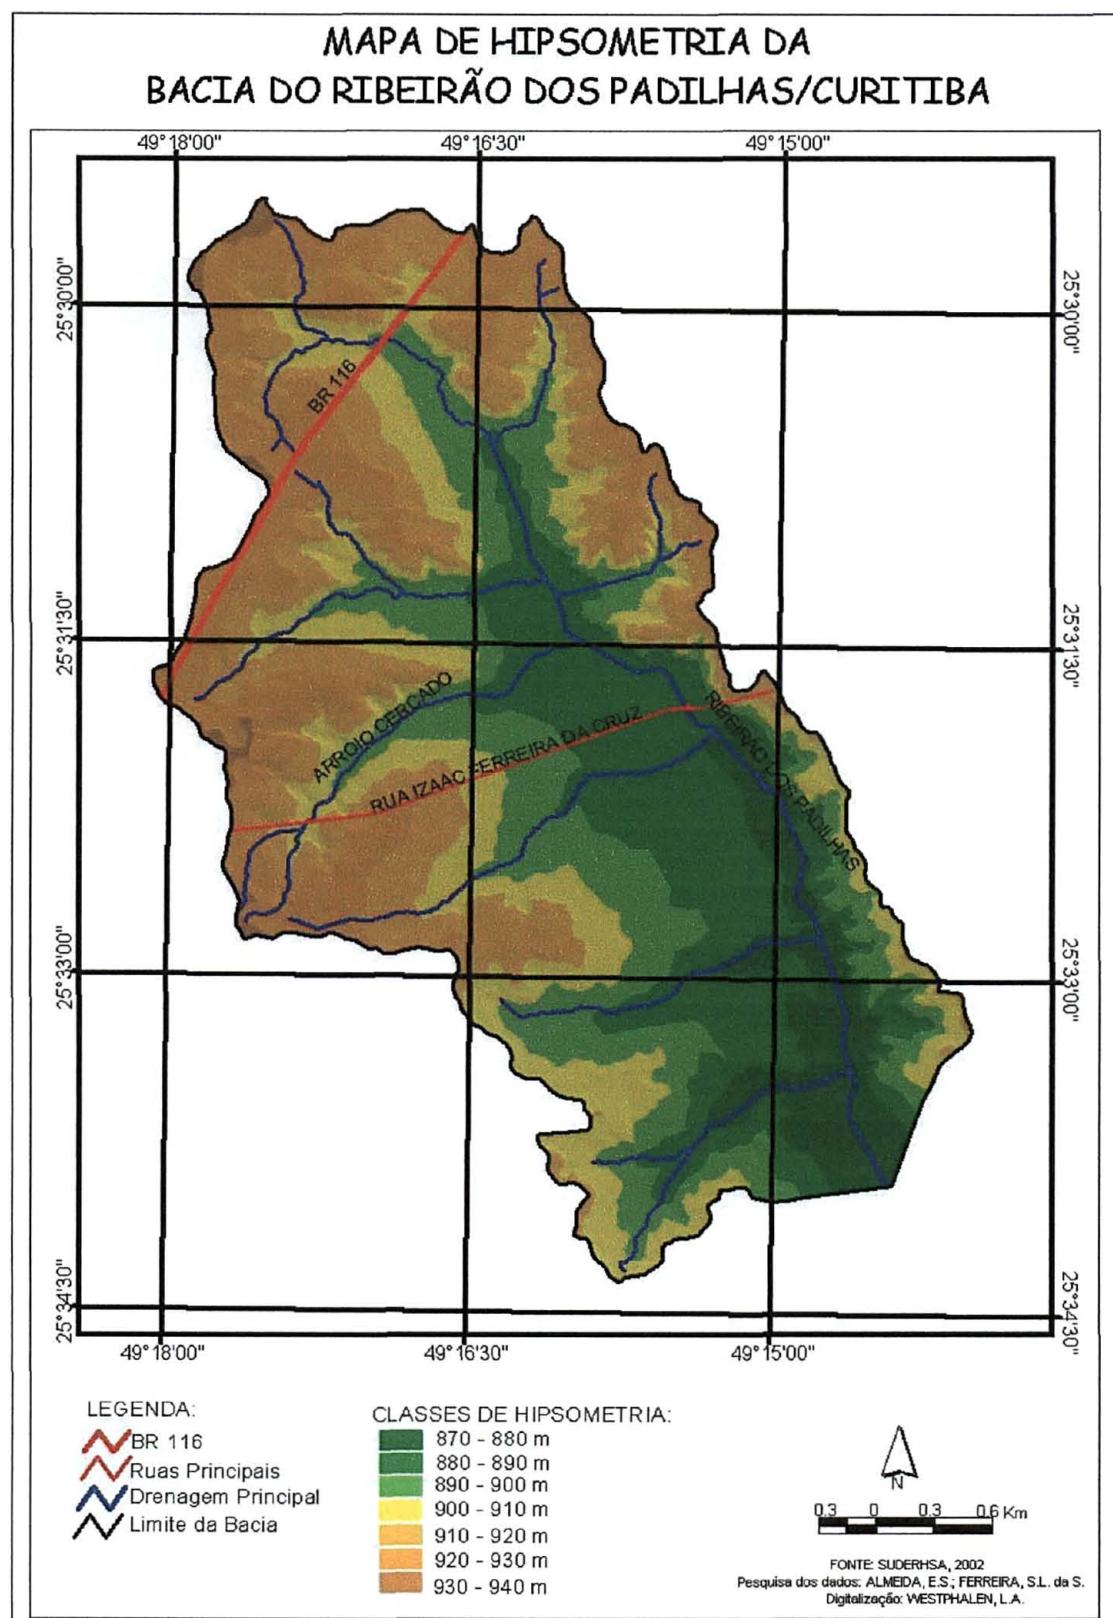 MAPA DE HIPSOMETRIA DA
BACIA DO RIBEIRÃO DOS PADILHAS/CURITIBA
49°18'00" 49°16'30" 49°15'00"
25°30'00" 25°30'00"
BR 116
25°31'30" 25°31'30"
ARROIO CERCADO
RUA IZAAC FERREIRA DA CRUZ
RIBEIRÃO DOS PADILHAS
25°33'00" 25°33'00"
25°34'30" 25°34'30"
49°18'00" 49°16'30" 49°15'00"
LEGENDA:
BR 116
Ruas Principais
Drenagem Principal
Limite da Bacia
CLASSES DE HIPSOMETRIA:
870 - 880 m
880 - 890 m
890 - 900 m
900 - 910 m
910 - 920 m
920 - 930 m
930 - 940 m
N
0.3 0 0.3 0.6 Km
FONTE: SUDERHSA, 2002
Pesquisa dos dados: ALMEIDA, E.S.; FERREIRA, S.L. da S.
Digitalização: WESTPHALEN, L.A.